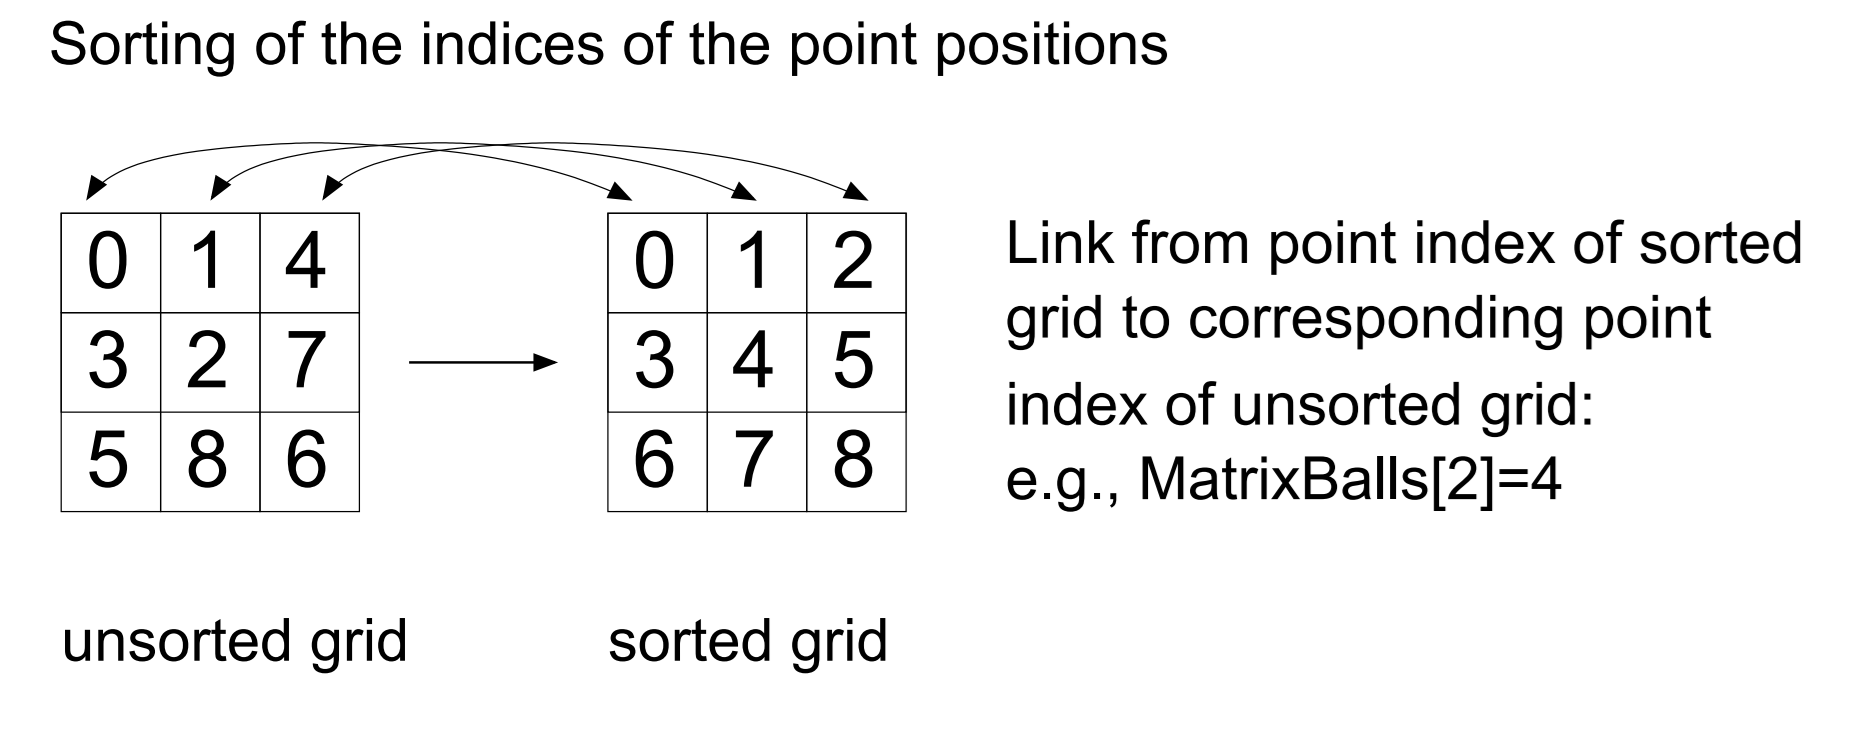 Sorting of the indices of the point positions
0 1 4
3 2 7
5 8 6
unsorted grid
0 1 2
3 4 5
6 7 8
sorted grid
Link from point index of sorted
grid to corresponding point
index of unsorted grid:
e.g., MatrixBalls[2]=4